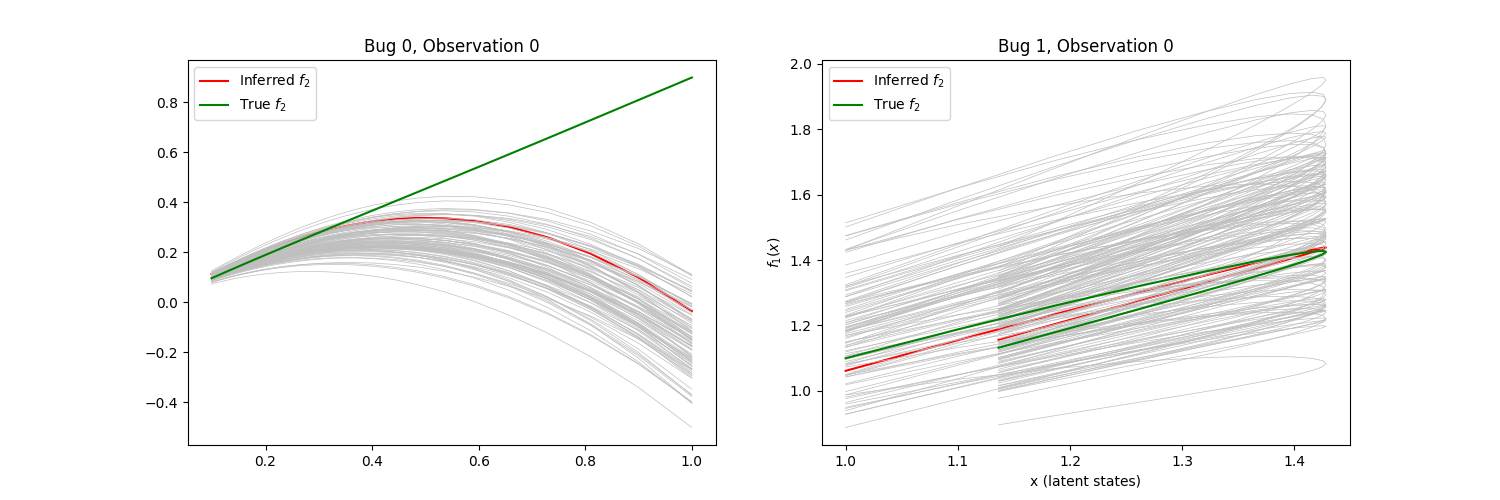 Bug 0, Observation 0
Inferred f₂
True f₂
0.8
0.6
0.4
0.2
0.0
−0.2
−0.4
0.2 0.4 0.6 0.8 1.0
Bug 1, Observation 0
Inferred f₂
True f₂
2.0
1.8
1.6
1.4
1.2
1.0
f₁(x)
1.0 1.1 1.2 1.3 1.4
x (latent states)